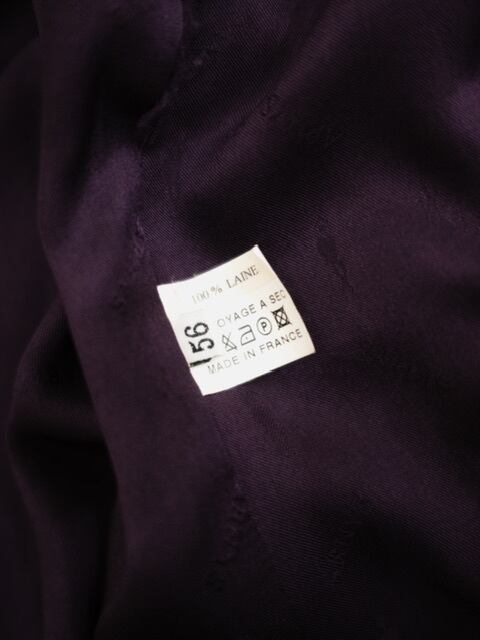 100% LAINE
OYAGE A SEC
56
MADE IN FRANCE